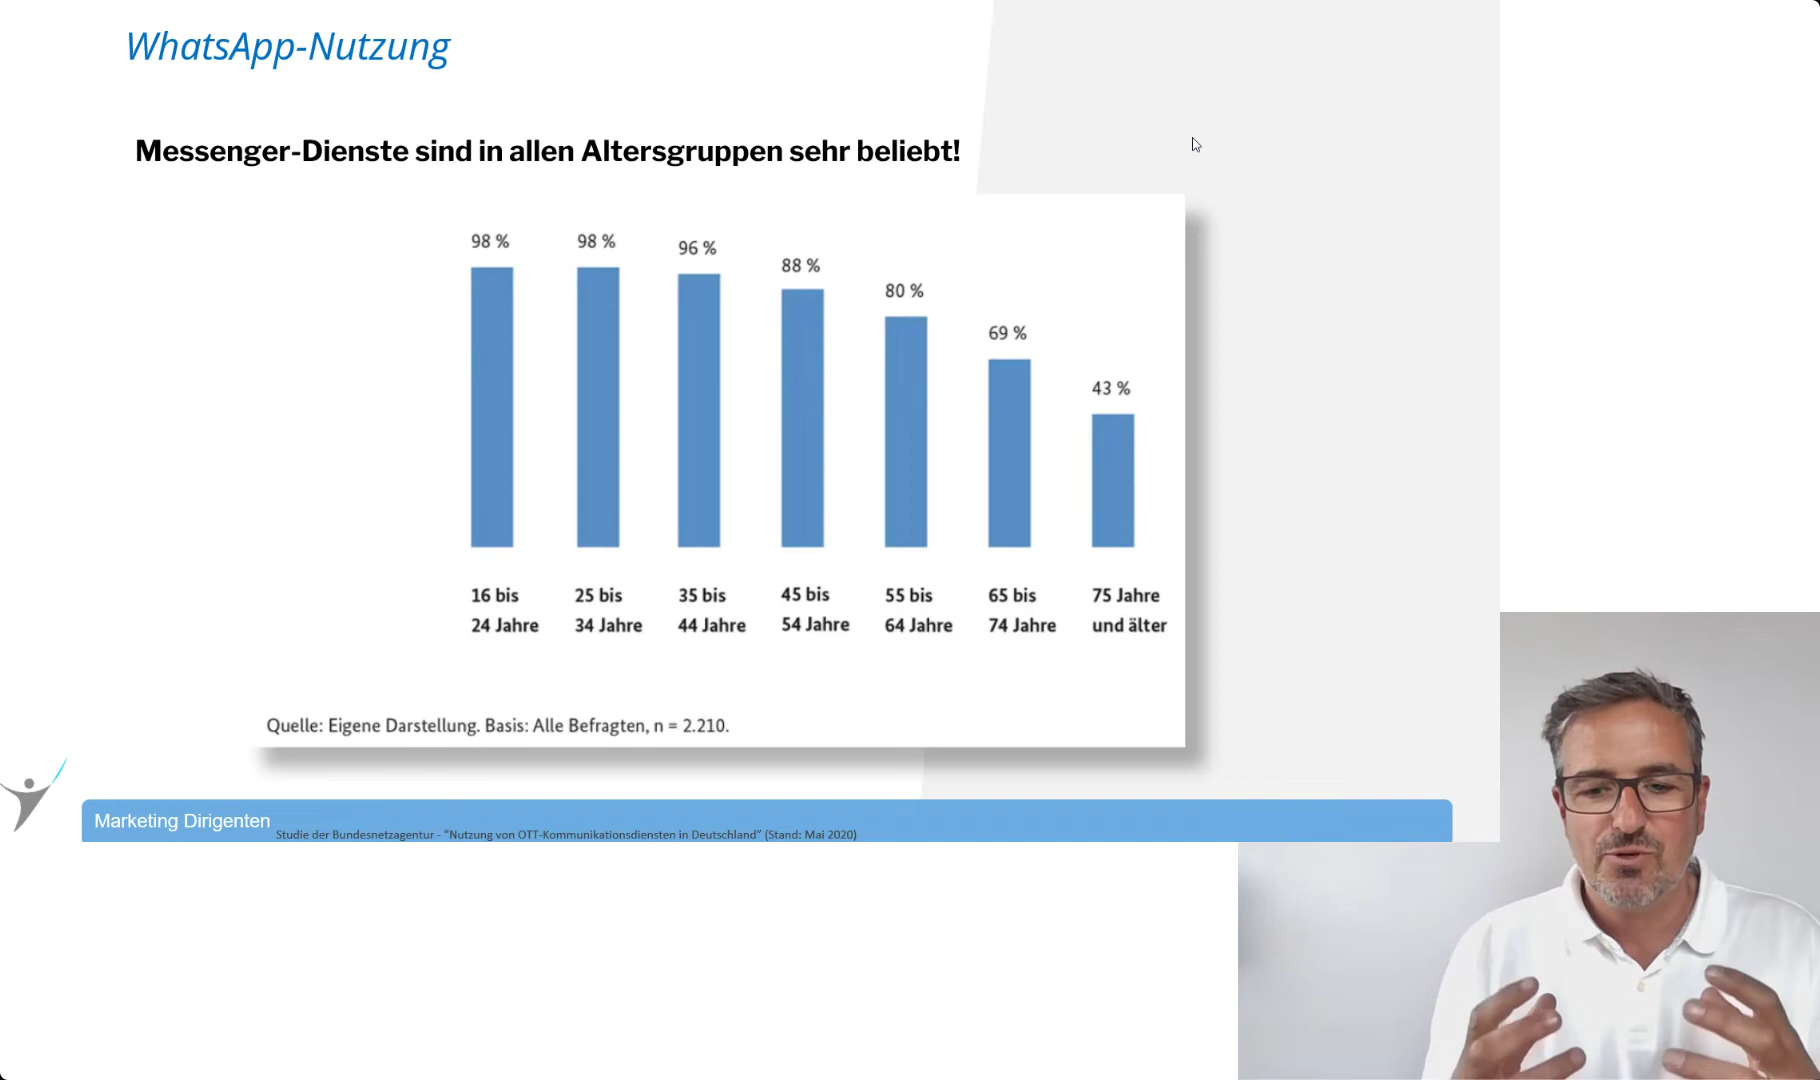 WhatsApp-Nutzung
Messenger-Dienste sind in allen Altersgruppen sehr beliebt!
98 %
98 %
96 %
88 %
80 %
69 %
43 %
16 bis
24 Jahre
25 bis
34 Jahre
35 bis
44 Jahre
45 bis
54 Jahre
55 bis
64 Jahre
65 bis
74 Jahre
75 Jahre
und älter
Quelle: Eigene Darstellung. Basis: Alle Befragten, n = 2.210.
Marketing Dirigenten
Studie der Bundesnetzagentur - “Nutzung von OTT-Kommunikationsdiensten in Deutschland” (Stand: Mai 2020)